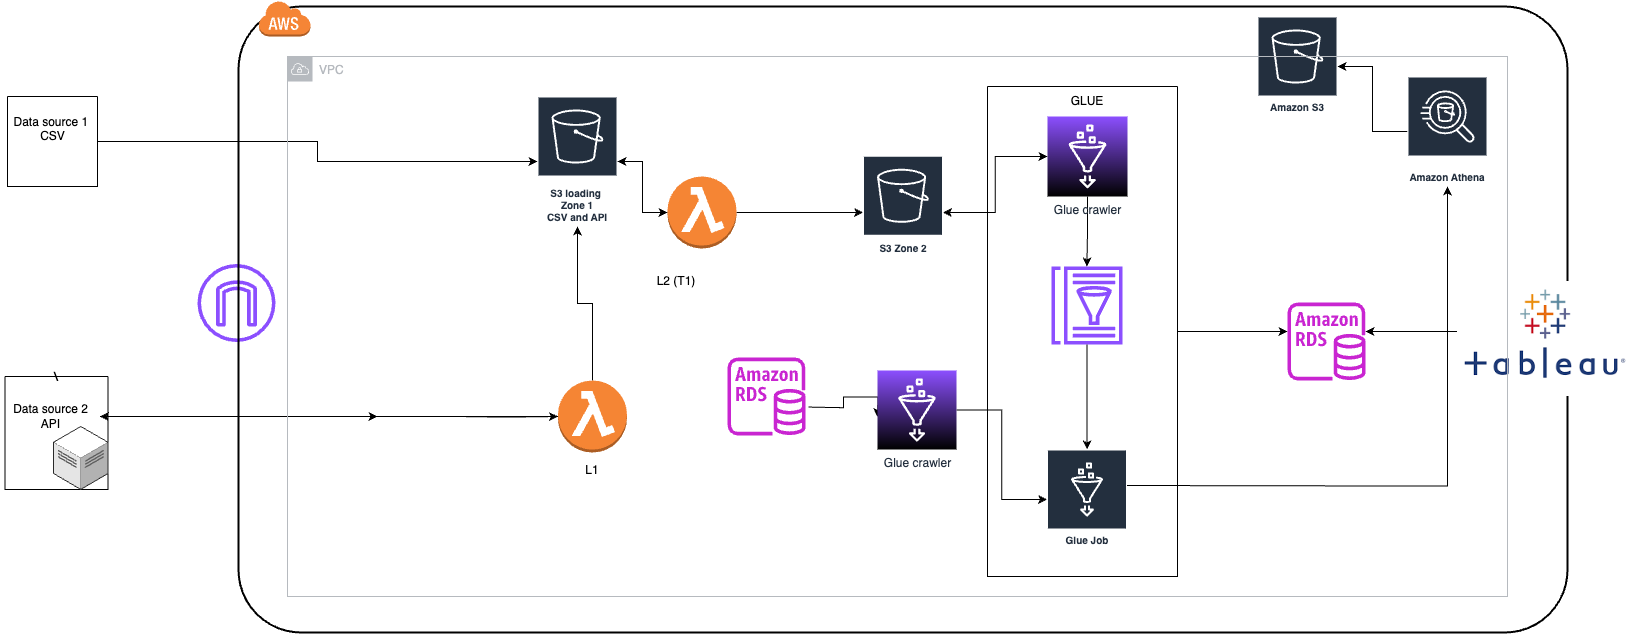 AWS
VPC
Data source 1
CSV
S3 loading
Zone 1
CSV and API
L2 (T1)
S3 Zone 2
GLUE
Glue crawler
Amazon S3
Amazon Athena
Amazon
RDS
+ableau
Data source 2
API
L1
Amazon
RDS
Glue crawler
Glue Job